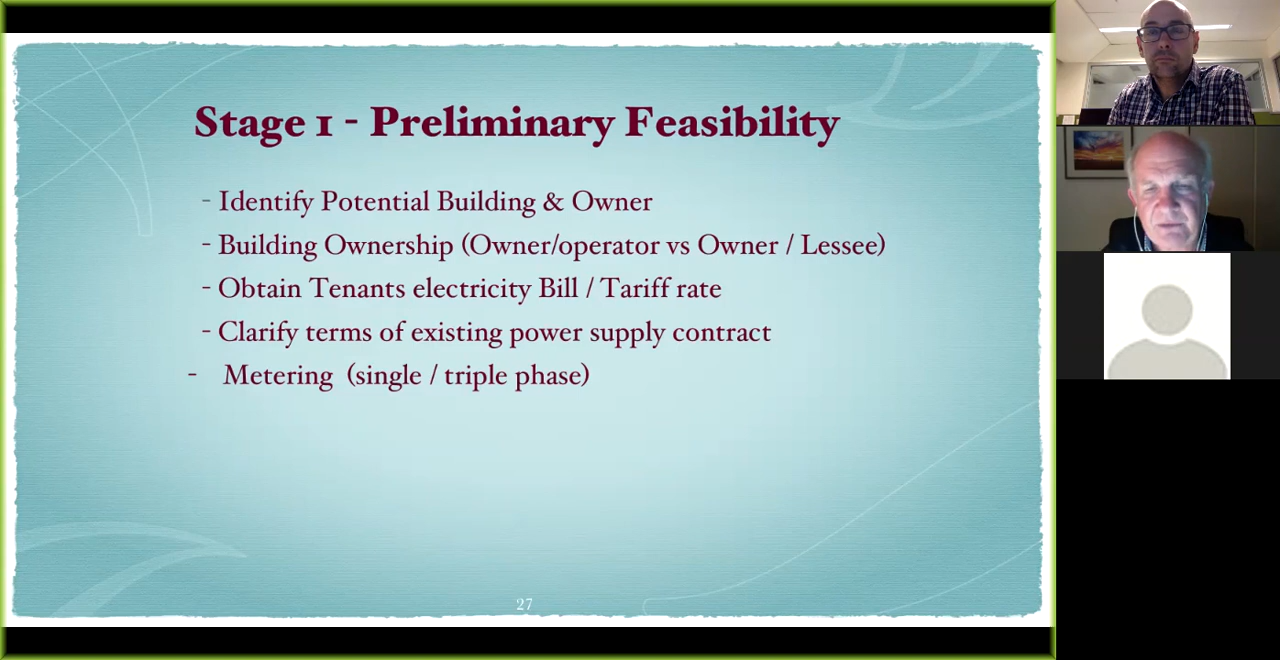 Stage 1 - Preliminary Feasibility
- Identify Potential Building & Owner
- Building Ownership (Owner/operator vs Owner / Lessee)
- Obtain Tenants electricity Bill / Tariff rate
- Clarify terms of existing power supply contract
- Metering (single / triple phase)
27